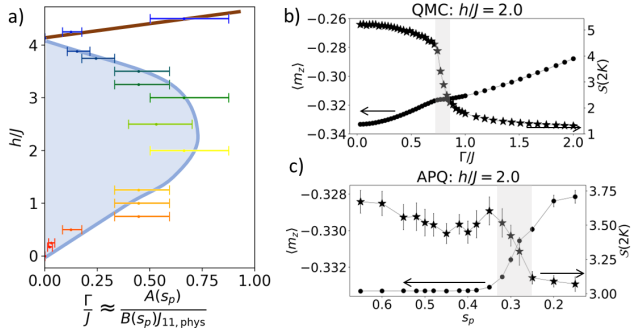 a)
h/J
4
3
2
1
0
0.00 0.25 0.50 0.75 1.00
Γ/J ≈ A(s_p)/B(s_p)J_{11, phys}
b)
QMC: h/J = 2.0
⟨m_z⟩
−0.26
−0.28
−0.30
−0.32
−0.34
0.0 0.5 1.0 1.5 2.0
Γ/J
5
4
3
2
1
S(2K)
c)
APQ: h/J = 2.0
⟨m_z⟩
−0.328
−0.330
−0.333
0.6 0.5 0.4 0.3 0.2
s_p
3.75
3.50
3.25
3.00
S(2K)